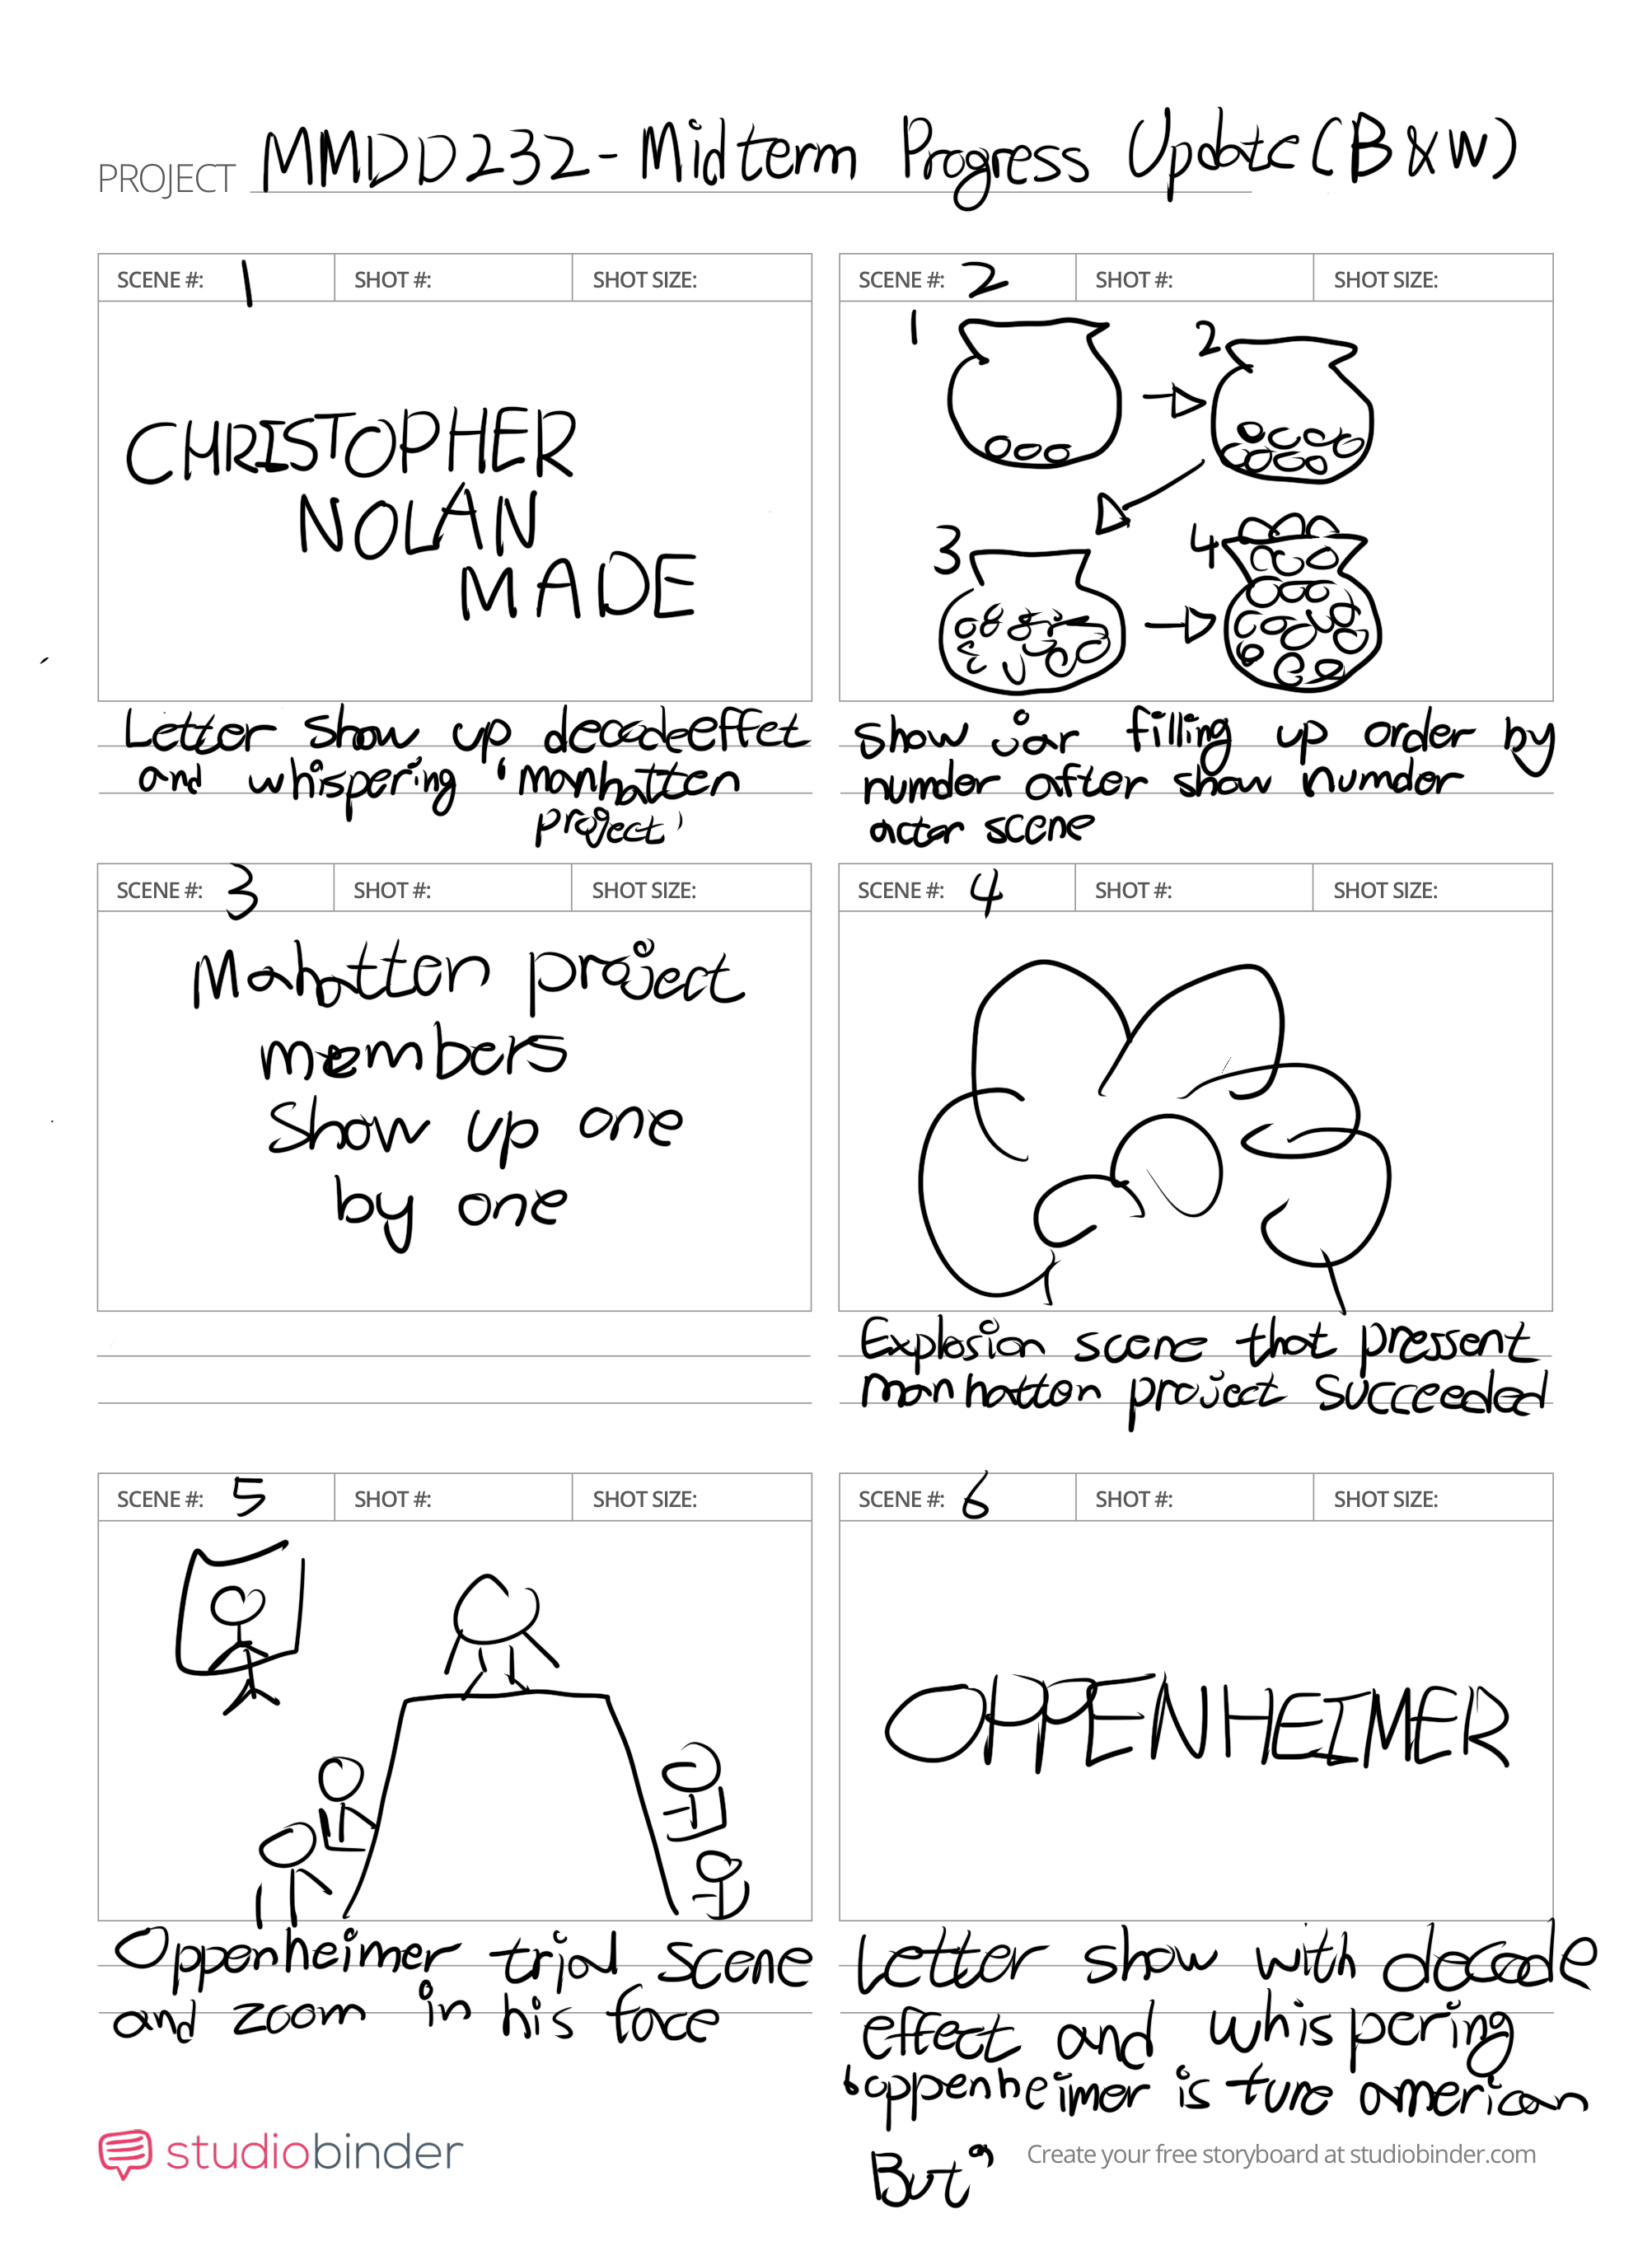 PROJECT MMDD232 - Midterm Progress Update (B&W)
SCENE #: 1 SHOT #: SHOT SIZE:
CHRISTOPHER
NOLAN
MADE
Letter show up decodeeffet
and whispering 'manhatten
project'
SCENE #: 2 SHOT #: SHOT SIZE:
1 2
3 4
show jar filling up order by
numder after show numder
actor scene
SCENE #: 3 SHOT #: SHOT SIZE:
Mahatten project
members
Show up one
by one
SCENE #: 4 SHOT #: SHOT SIZE:
Explosion scene that pressent
manhatton project succeeded
SCENE #: 5 SHOT #: SHOT SIZE:
Oppenheimer trial scene
and zoom in his face
SCENE #: 6 SHOT #: SHOT SIZE:
OPPENHEIMER
Letter show with decode
effect and whispering
"oppenheimer is ture american
But"
studiobinder
Create your free storyboard at studiobinder.com